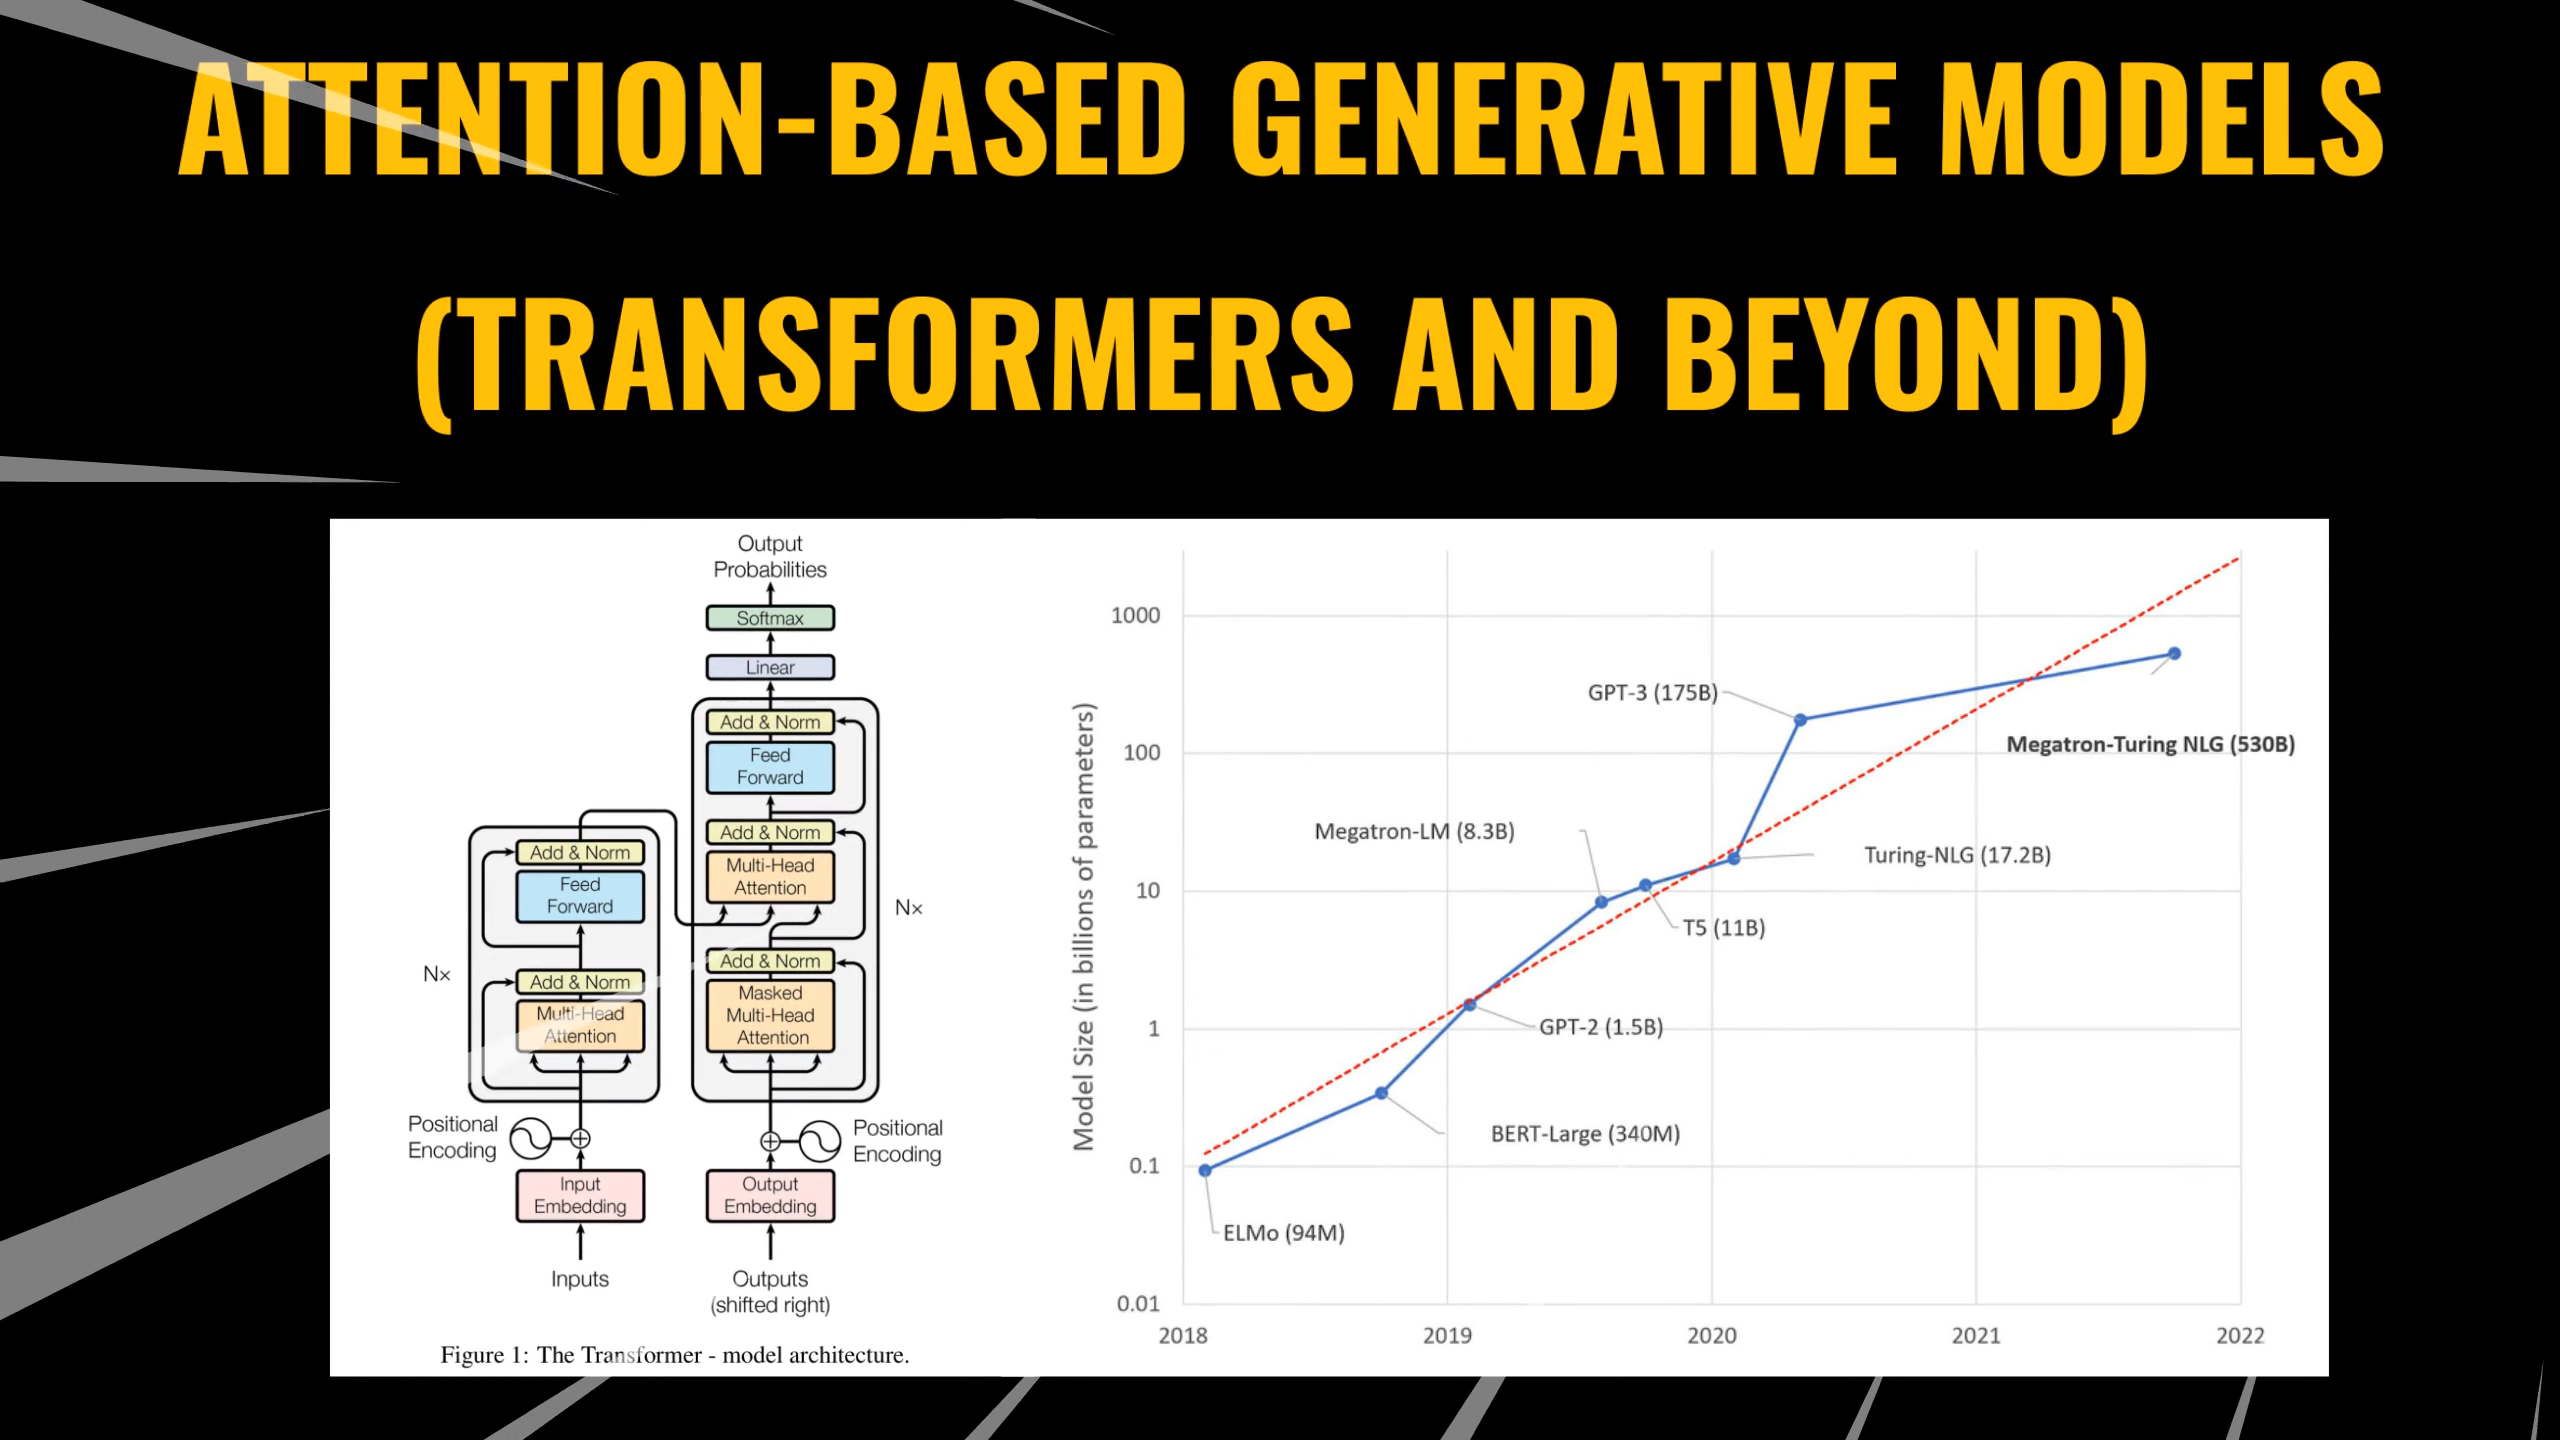 ATTENTION-BASED GENERATIVE MODELS
(TRANSFORMERS AND BEYOND)
Output
Probabilities
Softmax
Linear
Add & Norm
Feed
Forward
Add & Norm
Multi-Head
Attention
Nx
Add & Norm
Masked
Multi-Head
Attention
Add & Norm
Feed
Forward
Nx
Add & Norm
Multi-Head
Attention
Positional
Encoding
Positional
Encoding
Input
Embedding
Output
Embedding
Inputs
Outputs
(shifted right)
Figure 1: The Transformer - model architecture.
Model Size (in billions of parameters)
1000
100
10
1
0.1
0.01
GPT-3 (175B)
Megatron-Turing NLG (530B)
Megatron-LM (8.3B)
Turing-NLG (17.2B)
T5 (11B)
GPT-2 (1.5B)
BERT-Large (340M)
ELMo (94M)
2018
2019
2020
2021
2022